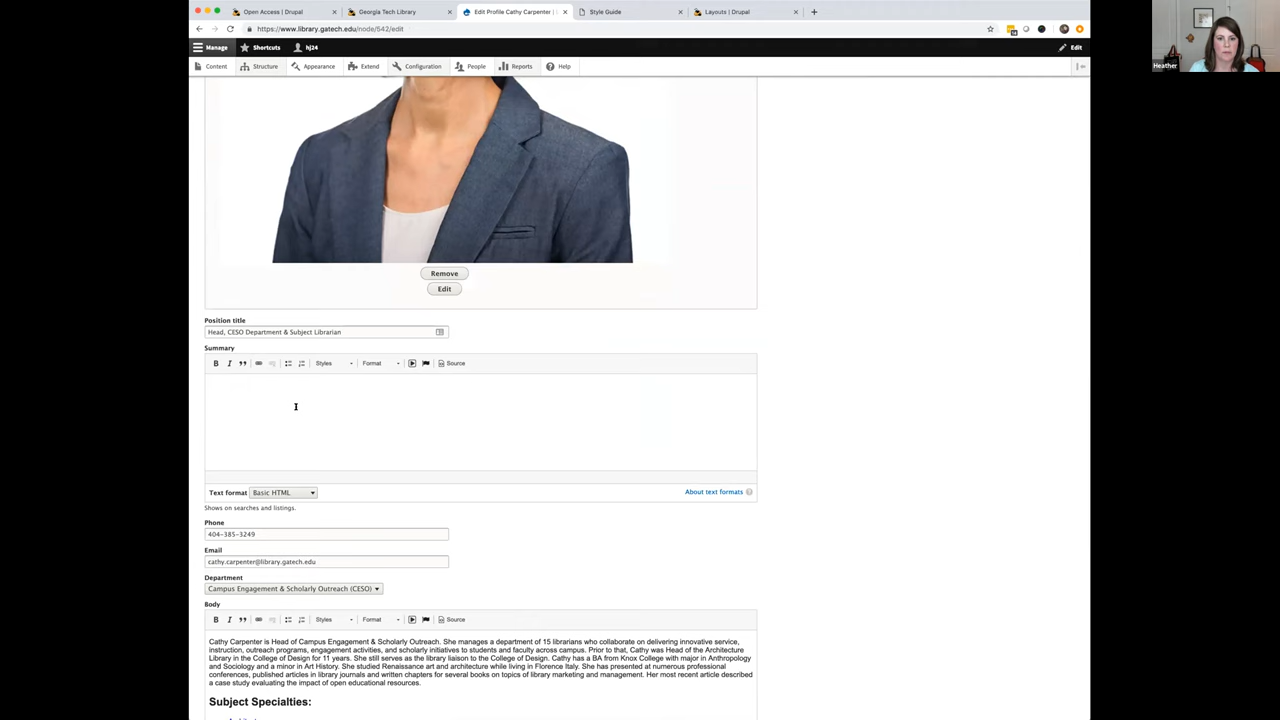 Open Access | Drupal
Georgia Tech Library
Edit Profile Cathy Carpenter |
Style Guide
Layouts | Drupal
https://www.library.gatech.edu/node/542/edit
Manage
Shortcuts
hj24
Edit
Content
Structure
Appearance
Extend
Configuration
People
Reports
Help
Heather
Remove
Edit
Position title
Head, CESO Department & Subject Librarian
Summary
B I Styles Format Source
Text format Basic HTML
About text formats ?
Shows on searches and listings.
Phone
404-385-3249
Email
cathy.carpenter@library.gatech.edu
Department
Campus Engagement & Scholarly Outreach (CESO)
Body
B I Styles Format Source
Cathy Carpenter is Head of Campus Engagement & Scholarly Outreach. She manages a department of 15 librarians who collaborate on delivering innovative service,
instruction, outreach programs, engagement activities, and scholarly initiatives to students and faculty across campus. Prior to that, Cathy was Head of the Architecture
Library in the College of Design for 11 years. She still serves as the library liaison to the College of Design. Cathy has a BA from Knox College with major in Anthropology
and Sociology and a minor in Art History. She studied Renaissance art and architecture while living in Florence Italy. She has presented at numerous professional
conferences, published articles in library journals and written chapters for several books on topics of library marketing and management. Her most recent article described
a case study evaluating the impact of open educational resources.
Subject Specialties: